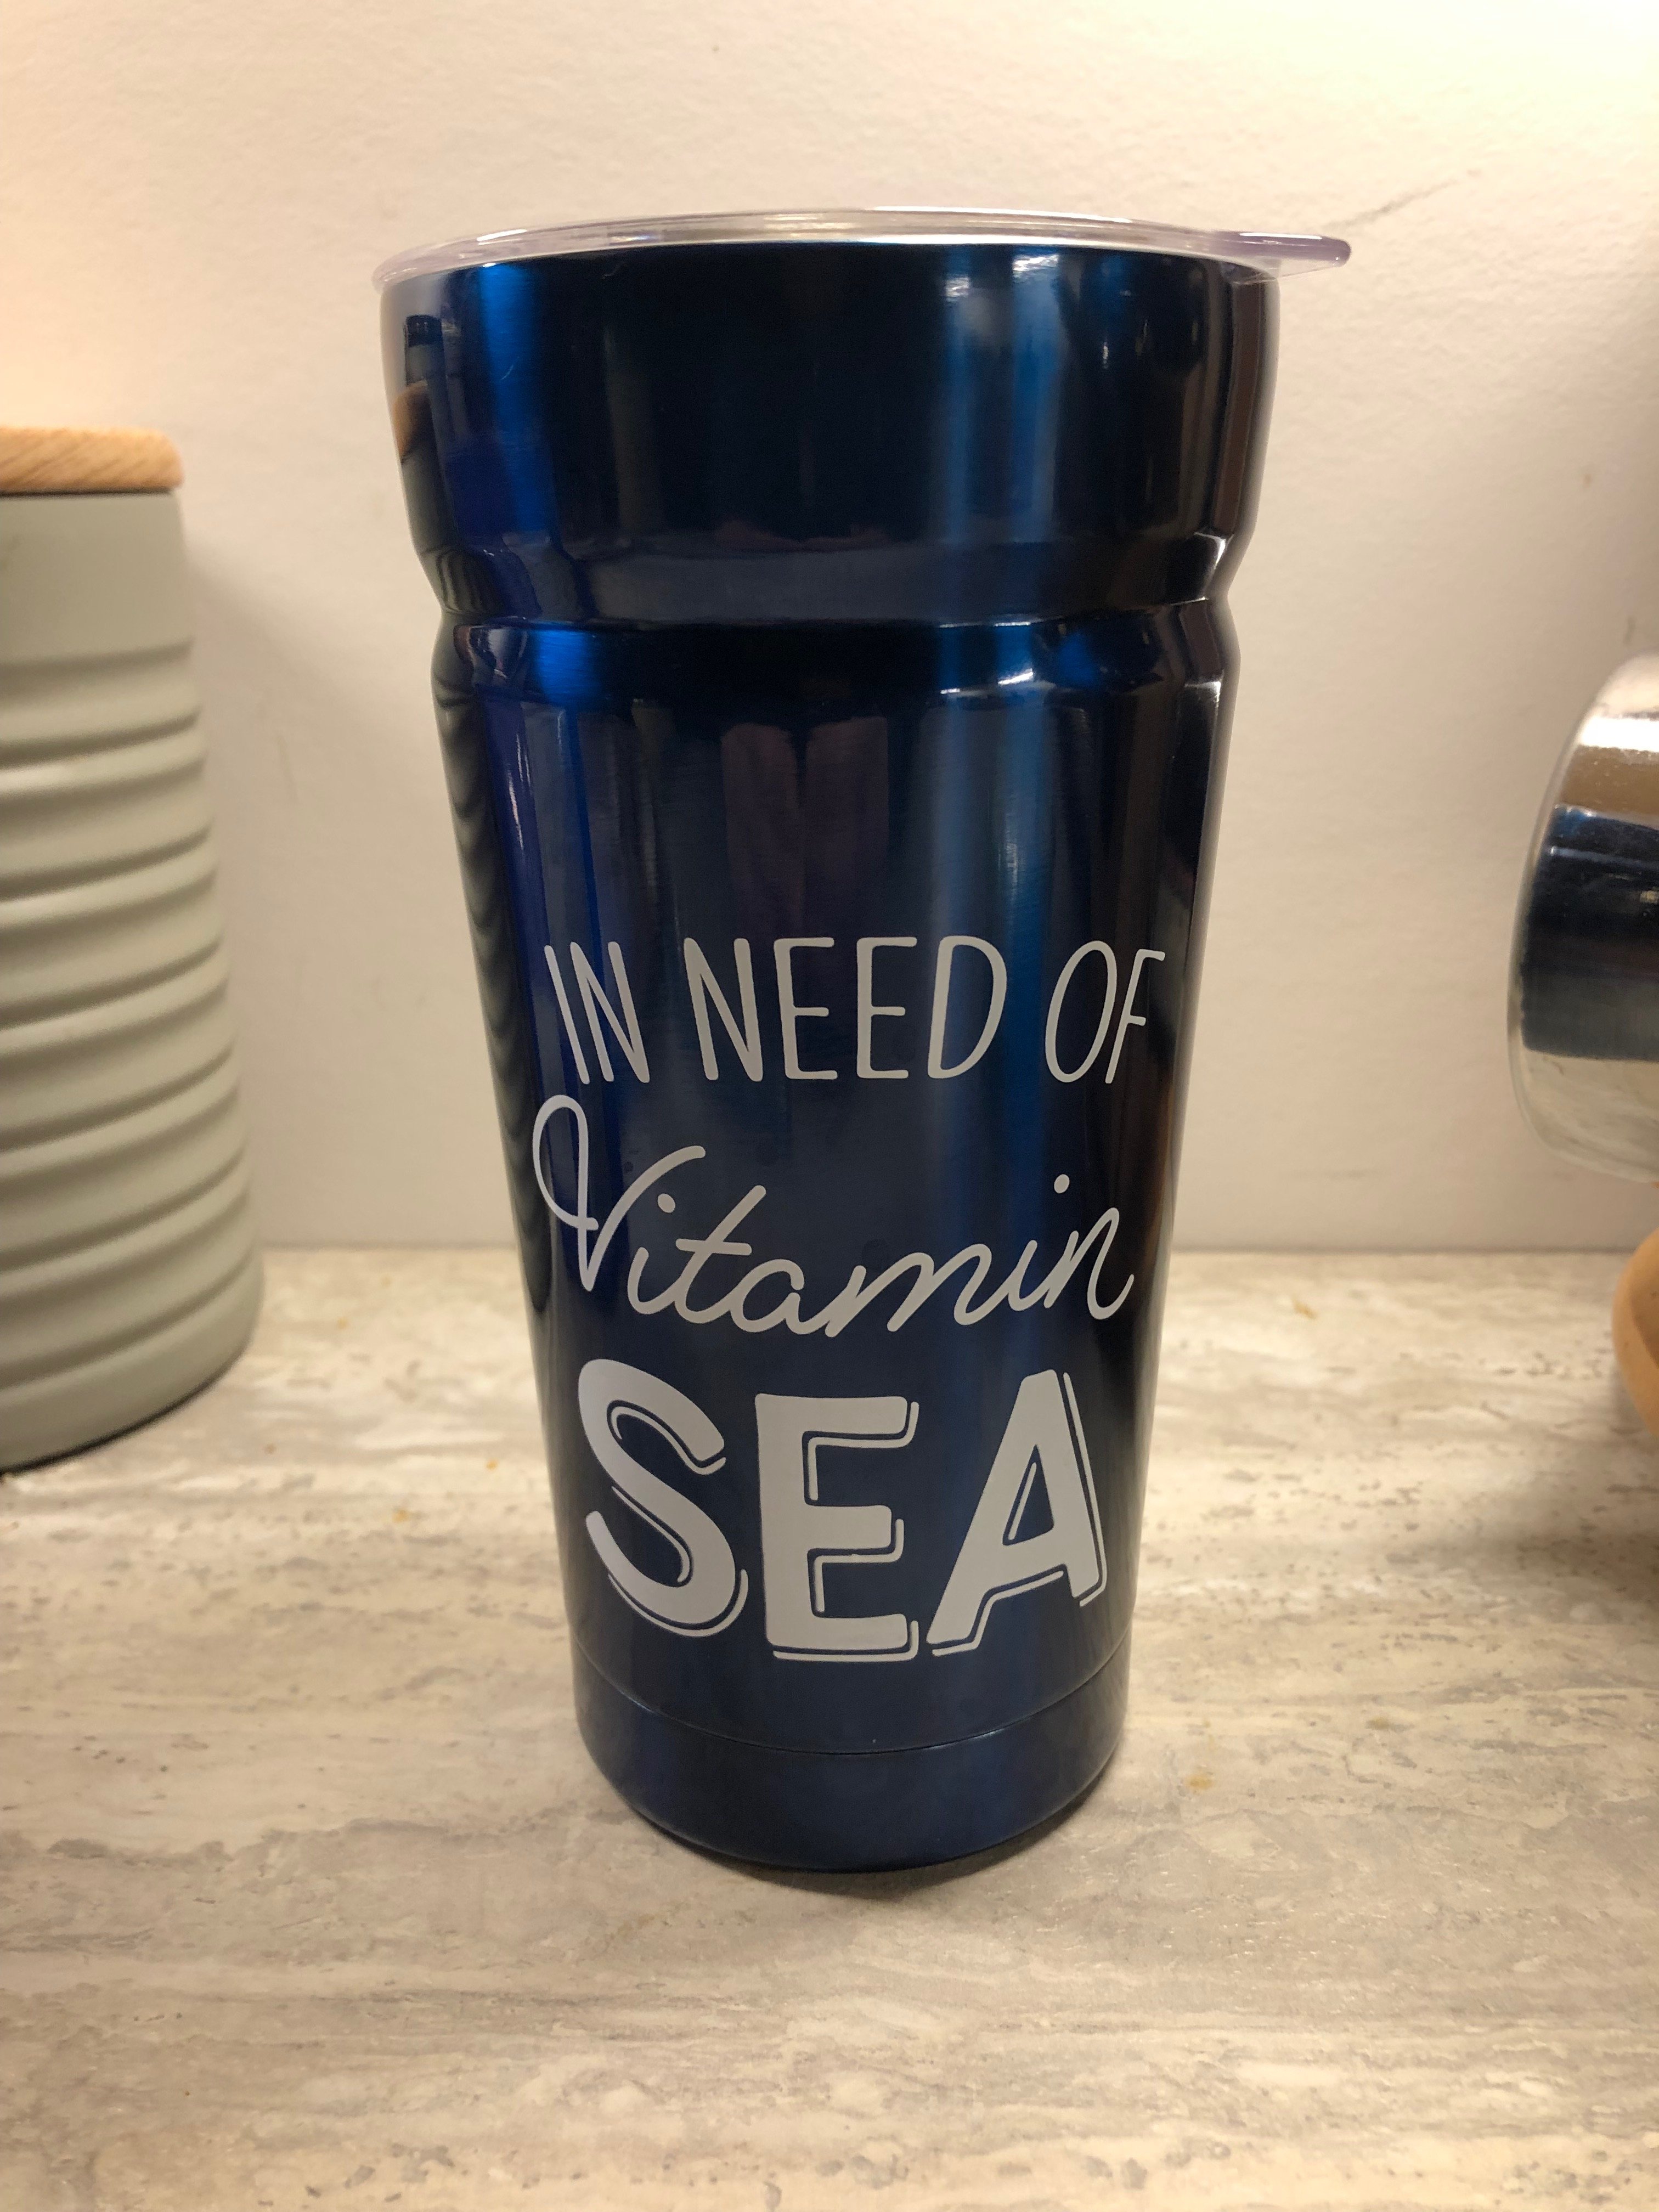 IN NEED OF
Vitamin
SEA